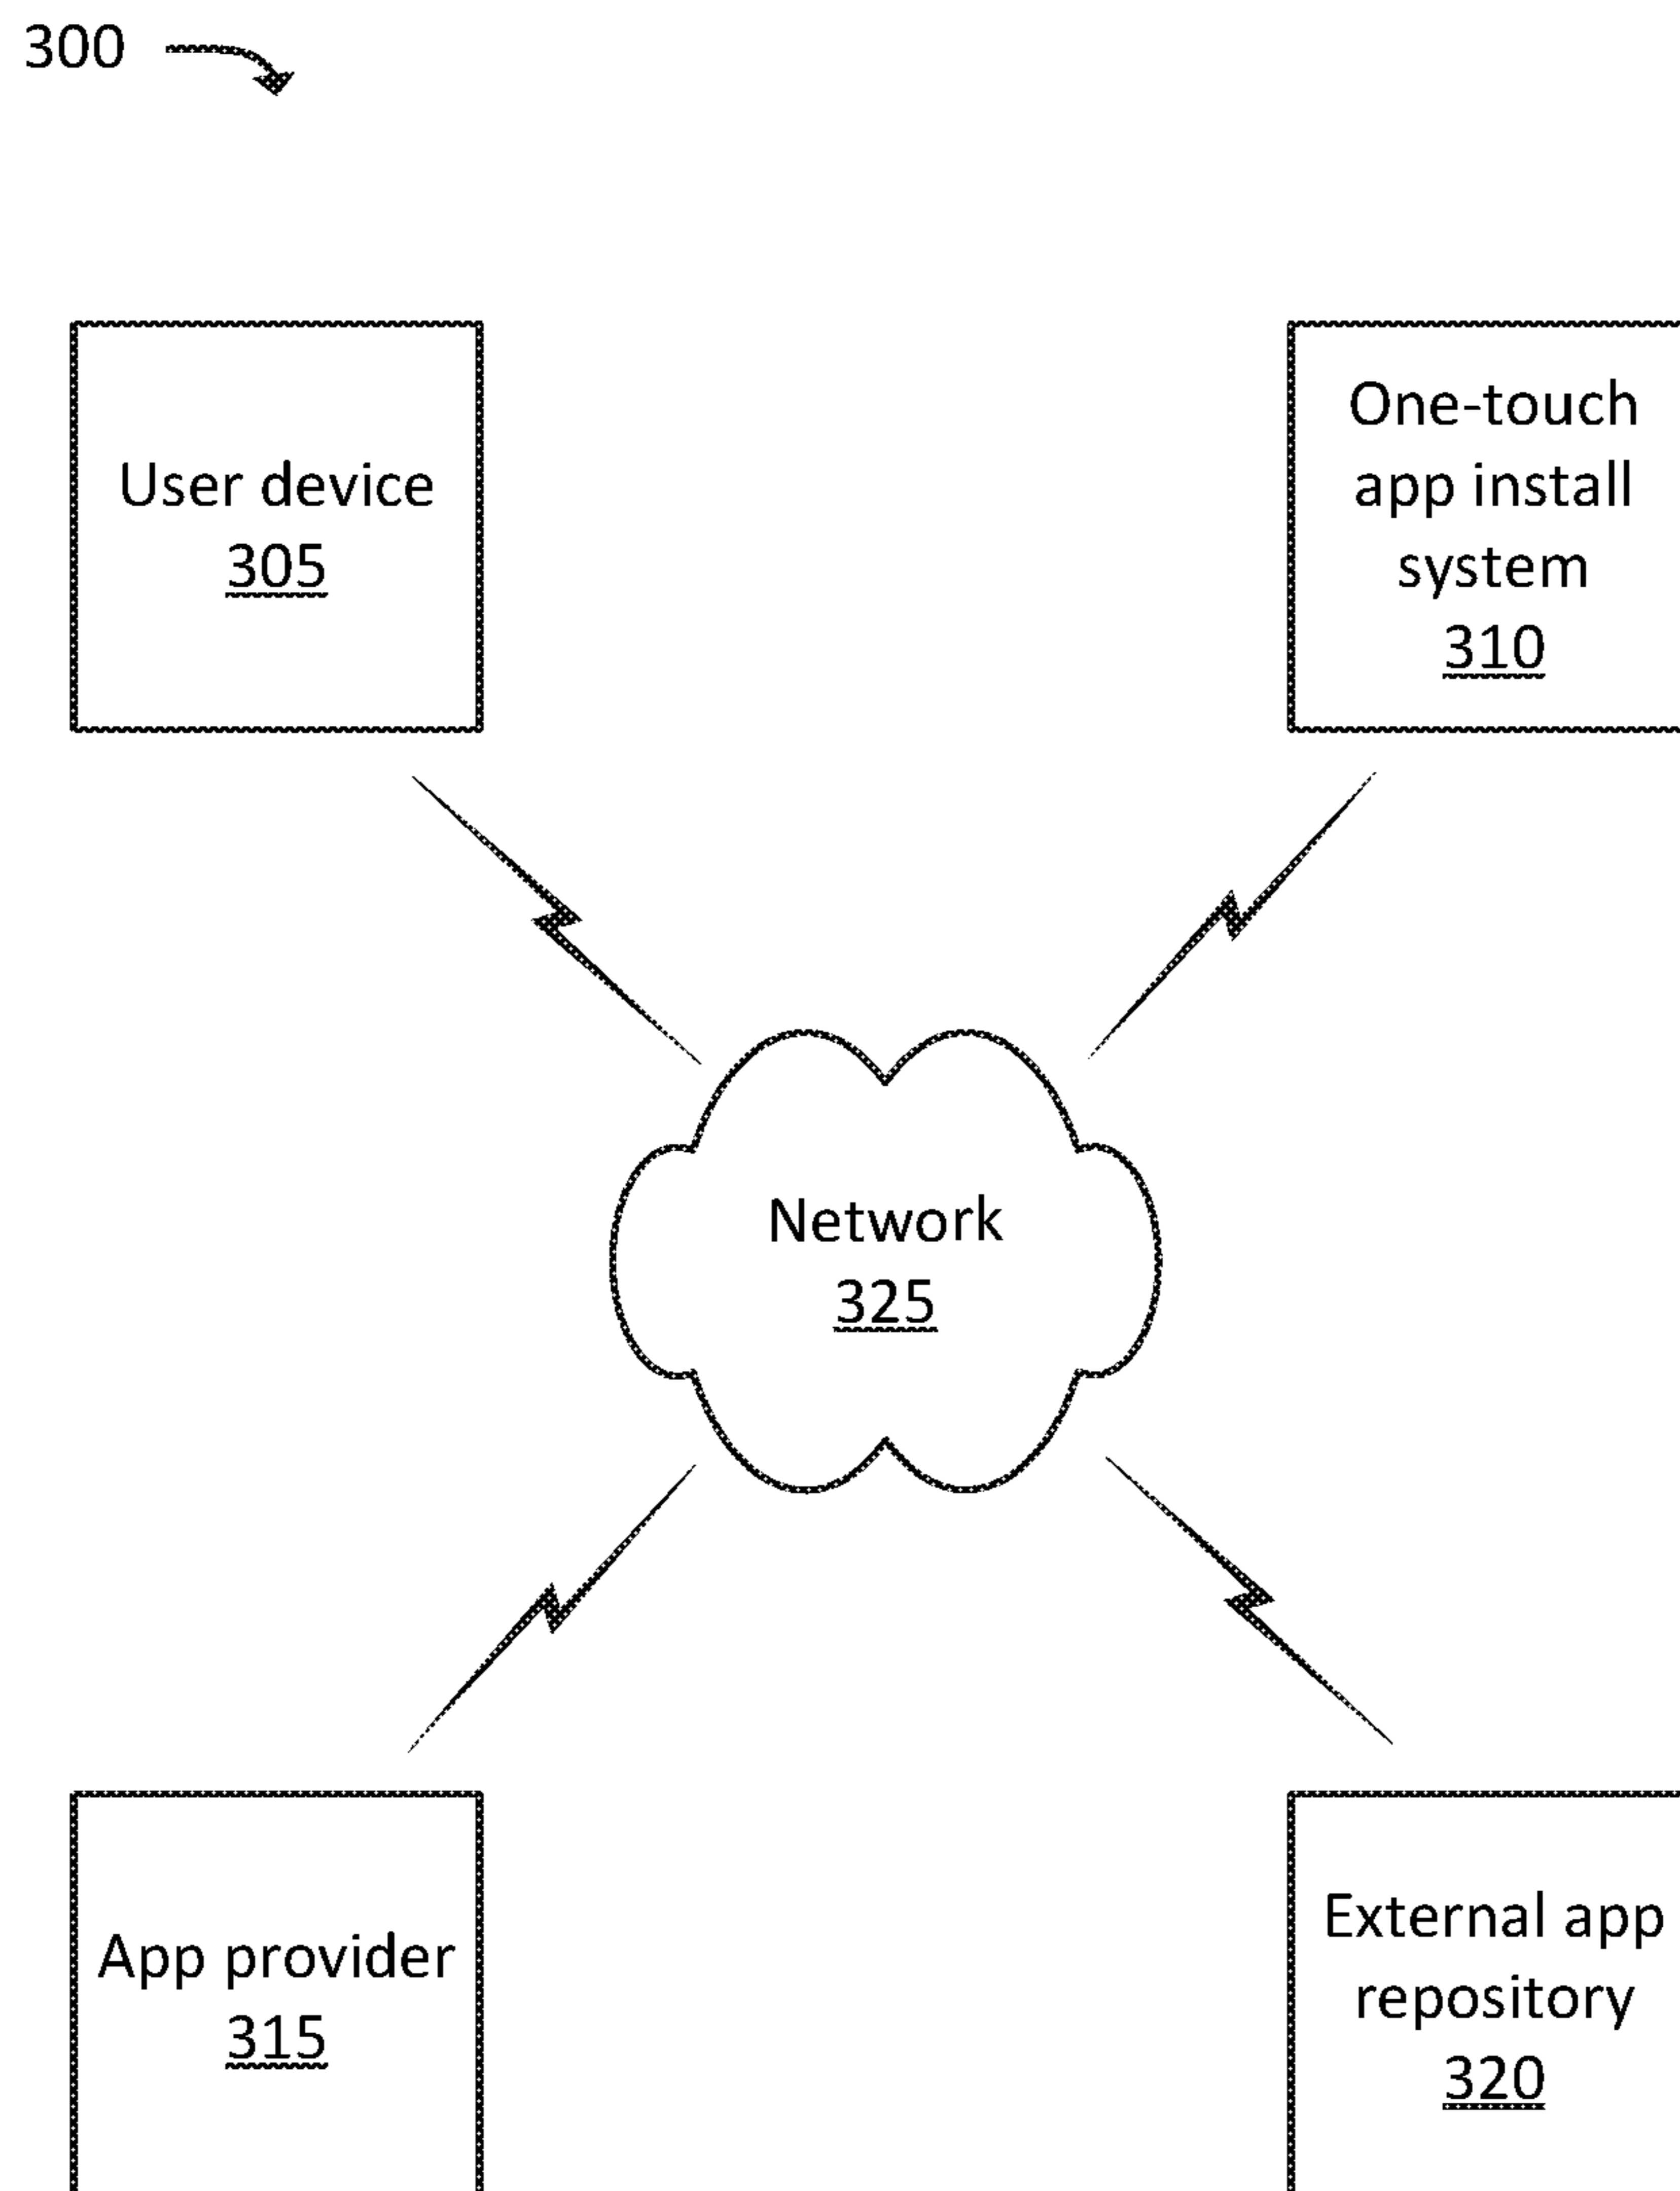 300
User device
305
One-touch
app install
system
310
Network
325
App provider
315
External app
repository
320